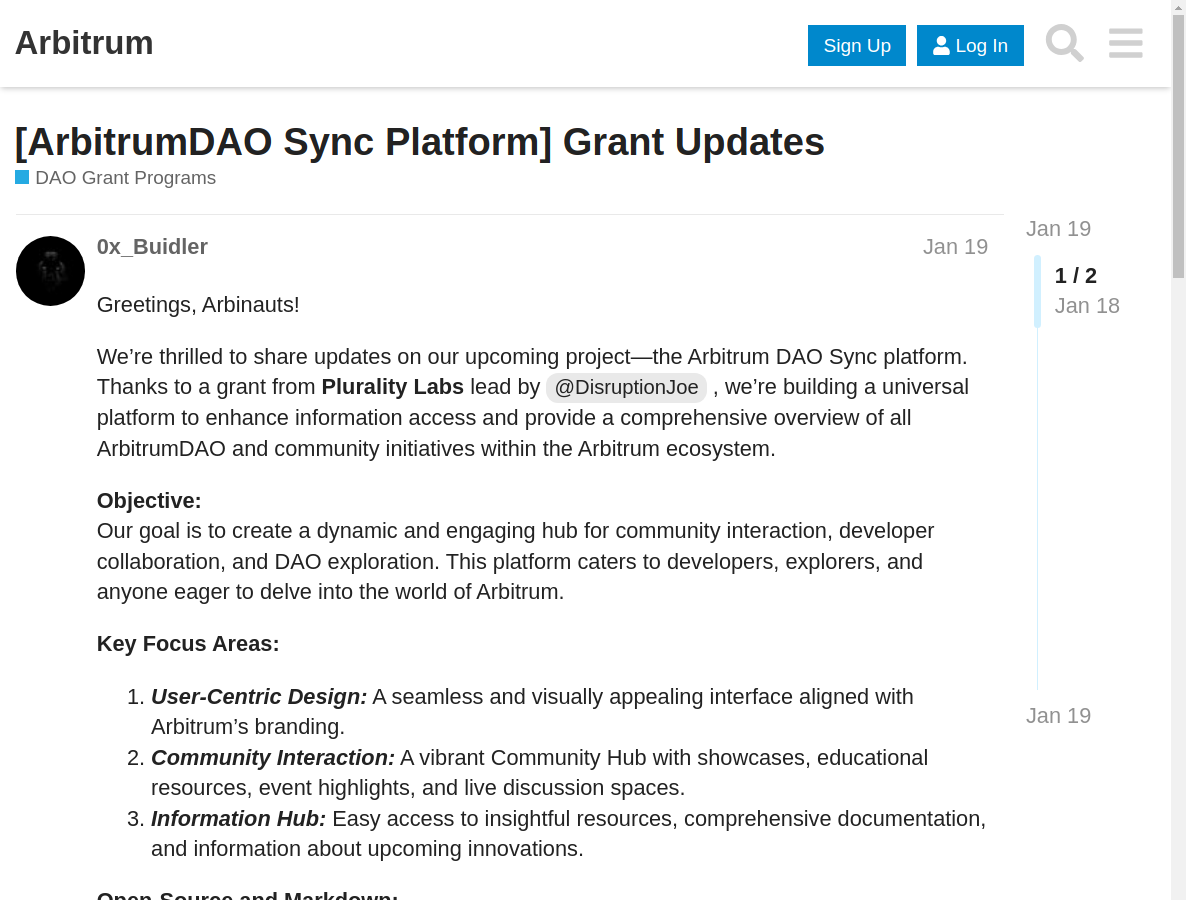 Arbitrum
Sign Up
Log In
[ArbitrumDAO Sync Platform] Grant Updates
DAO Grant Programs
0x_Buidler
Jan 19
Greetings, Arbinauts!
We’re thrilled to share updates on our upcoming project—the Arbitrum DAO Sync platform.
Thanks to a grant from Plurality Labs lead by @DisruptionJoe , we’re building a universal
platform to enhance information access and provide a comprehensive overview of all
ArbitrumDAO and community initiatives within the Arbitrum ecosystem.
Objective:
Our goal is to create a dynamic and engaging hub for community interaction, developer
collaboration, and DAO exploration. This platform caters to developers, explorers, and
anyone eager to delve into the world of Arbitrum.
Key Focus Areas:
1. User-Centric Design: A seamless and visually appealing interface aligned with
Arbitrum’s branding.
2. Community Interaction: A vibrant Community Hub with showcases, educational
resources, event highlights, and live discussion spaces.
3. Information Hub: Easy access to insightful resources, comprehensive documentation,
and information about upcoming innovations.
Open-Source and Markdown:
Jan 19
1 / 2
Jan 18
Jan 19